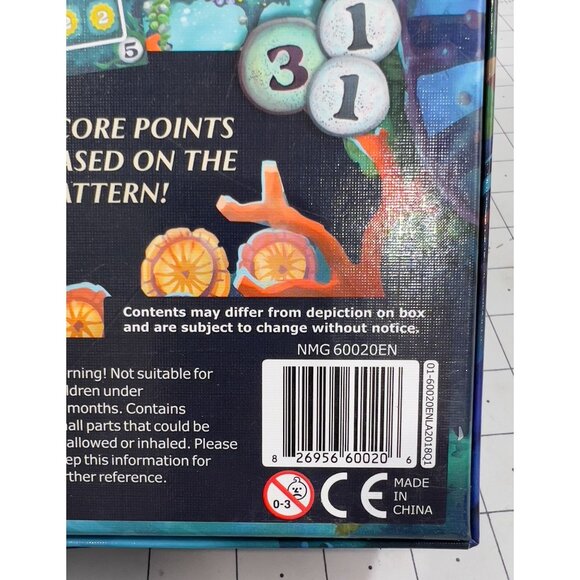 2
5
3
1
1
CORE POINTS
ASED ON THE
ATTERN!
Contents may differ from depiction on box
and are subject to change without notice.
NMG 60020EN
rning! Not suitable for
ildren under
months. Contains
all parts that could be
allowed or inhaled. Please
ep this information for
rther reference.
8 26956 60020 6
01-60020ENLA2018Q1
0-3
CE
MADE
IN
CHINA